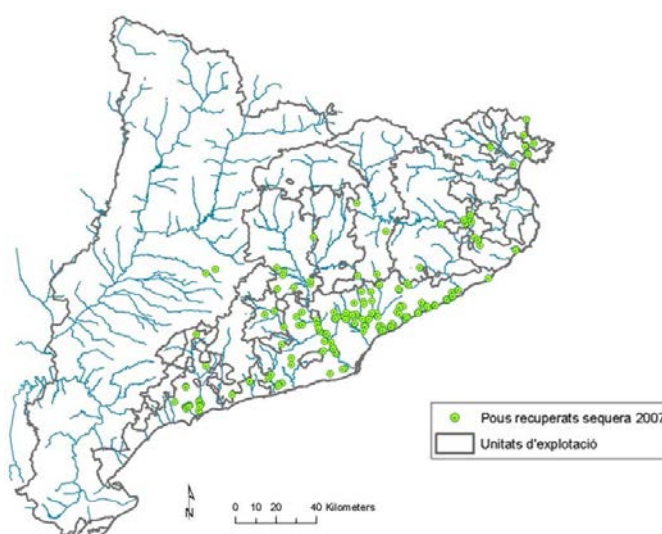 Pous recuperats sequera 2007
Unitats d'explotació
N
0 10 20 40 Kilometers